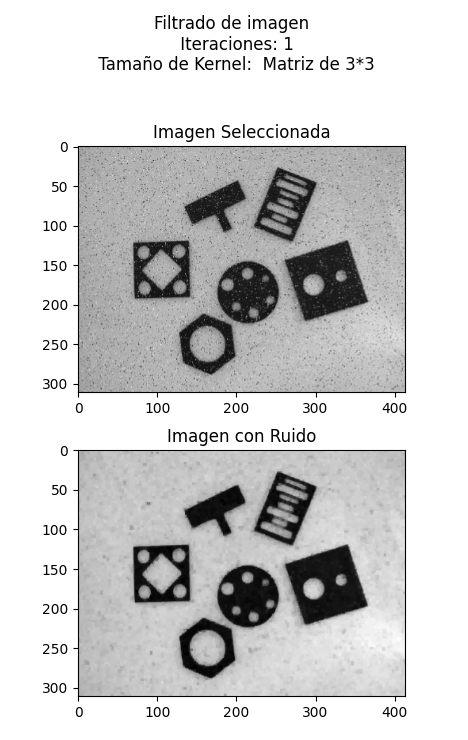 Filtrado de imagen
Iteraciones: 1
Tamaño de Kernel:  Matriz de 3*3
Imagen Seleccionada
0
50
100
150
200
250
300
0 100 200 300 400
Imagen con Ruido
0
50
100
150
200
250
300
0 100 200 300 400